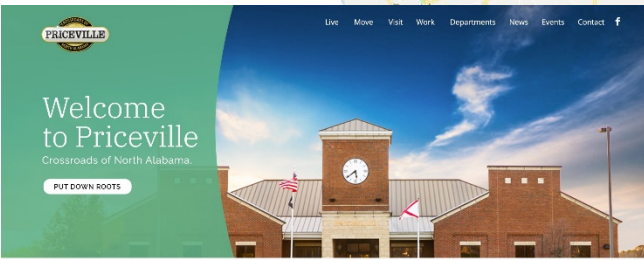 PRICEVILLE
Live Move Visit Work Departments News Events Contact f
Welcome
to Priceville
Crossroads of North Alabama.
PUT DOWN ROOTS